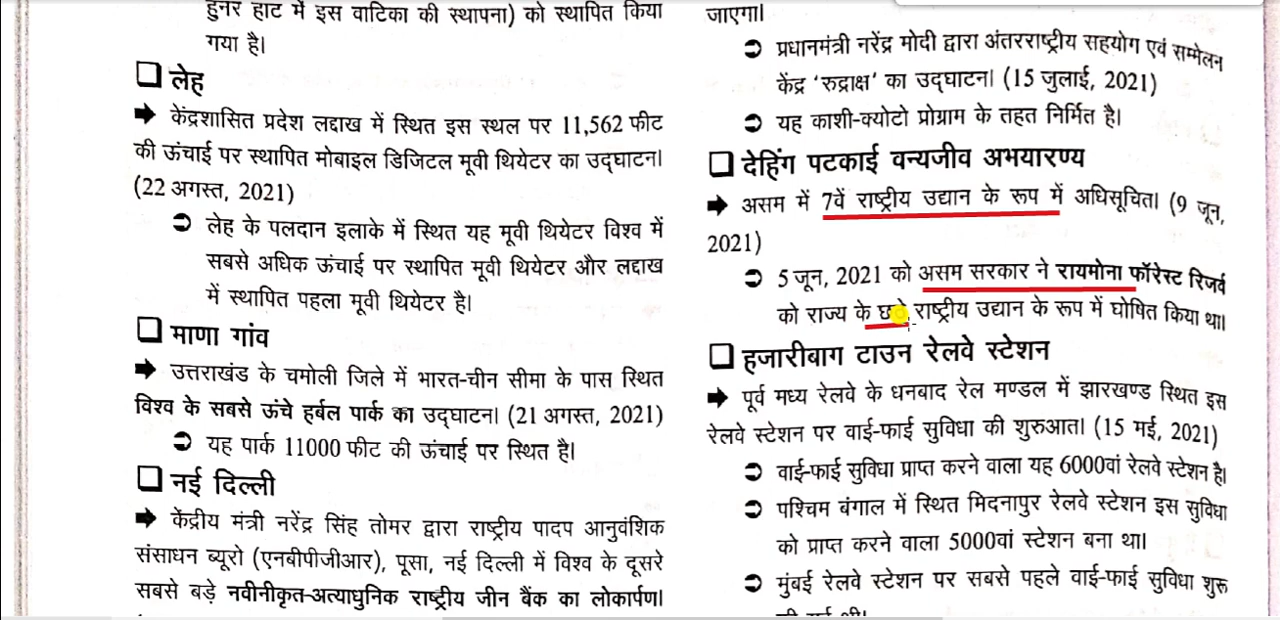 हुनर हाट में इस वाटिका की स्थापना) को स्थापित किया
गया है।
❑ लेह
➡ केंद्रशासित प्रदेश लद्दाख में स्थित इस स्थल पर 11,562 फीट
की ऊंचाई पर स्थापित मोबाइल डिजिटल मूवी थियेटर का उद्घाटन।
(22 अगस्त, 2021)
➲ लेह के पलदान इलाके में स्थित यह मूवी थियेटर विश्व में
सबसे अधिक ऊंचाई पर स्थापित मूवी थियेटर और लद्दाख
में स्थापित पहला मूवी थियेटर है।
❑ माणा गांव
➡ उत्तराखंड के चमोली जिले में भारत-चीन सीमा के पास स्थित
विश्व के सबसे ऊंचे हर्बल पार्क का उद्घाटन। (21 अगस्त, 2021)
➲ यह पार्क 11000 फीट की ऊंचाई पर स्थित है।
❑ नई दिल्ली
➡ केंद्रीय मंत्री नरेंद्र सिंह तोमर द्वारा राष्ट्रीय पादप आनुवंशिक
संसाधन ब्यूरो (एनबीपीजीआर), पूसा, नई दिल्ली में विश्व के दूसरे
सबसे बड़े नवीनीकृत-अत्याधुनिक राष्ट्रीय जीन बैंक का लोकार्पण।
जाएगा।
➲ प्रधानमंत्री नरेंद्र मोदी द्वारा अंतरराष्ट्रीय सहयोग एवं सम्मेलन
केंद्र ‘रुद्राक्ष’ का उद्घाटन। (15 जुलाई, 2021)
➲ यह काशी-क्योटो प्रोग्राम के तहत निर्मित है।
❑ देहिंग पटकाई वन्यजीव अभयारण्य
➡ असम में 7वें राष्ट्रीय उद्यान के रूप में अधिसूचित। (9 जून,
2021)
➲ 5 जून, 2021 को असम सरकार ने रायमोना फॉरेस्ट रिजर्व
को राज्य के राष्ट्रीय उद्यान के रूप में घोषित किया था।
❑ हजारीबाग टाउन रेलवे स्टेशन
➡ पूर्व मध्य रेलवे के धनबाद रेल मण्डल में झारखण्ड स्थित इस
रेलवे स्टेशन पर वाई-फाई सुविधा की शुरुआत। (15 मई, 2021)
➲ वाई-फाई सुविधा प्राप्त करने वाला यह 6000वां रेलवे स्टेशन है।
➲ पश्चिम बंगाल में स्थित मिदनापुर रेलवे स्टेशन इस सुविधा
को प्राप्त करने वाला 5000वां स्टेशन बना था।
➲ मुंबई रेलवे स्टेशन पर सबसे पहले वाई-फाई सुविधा शुरू